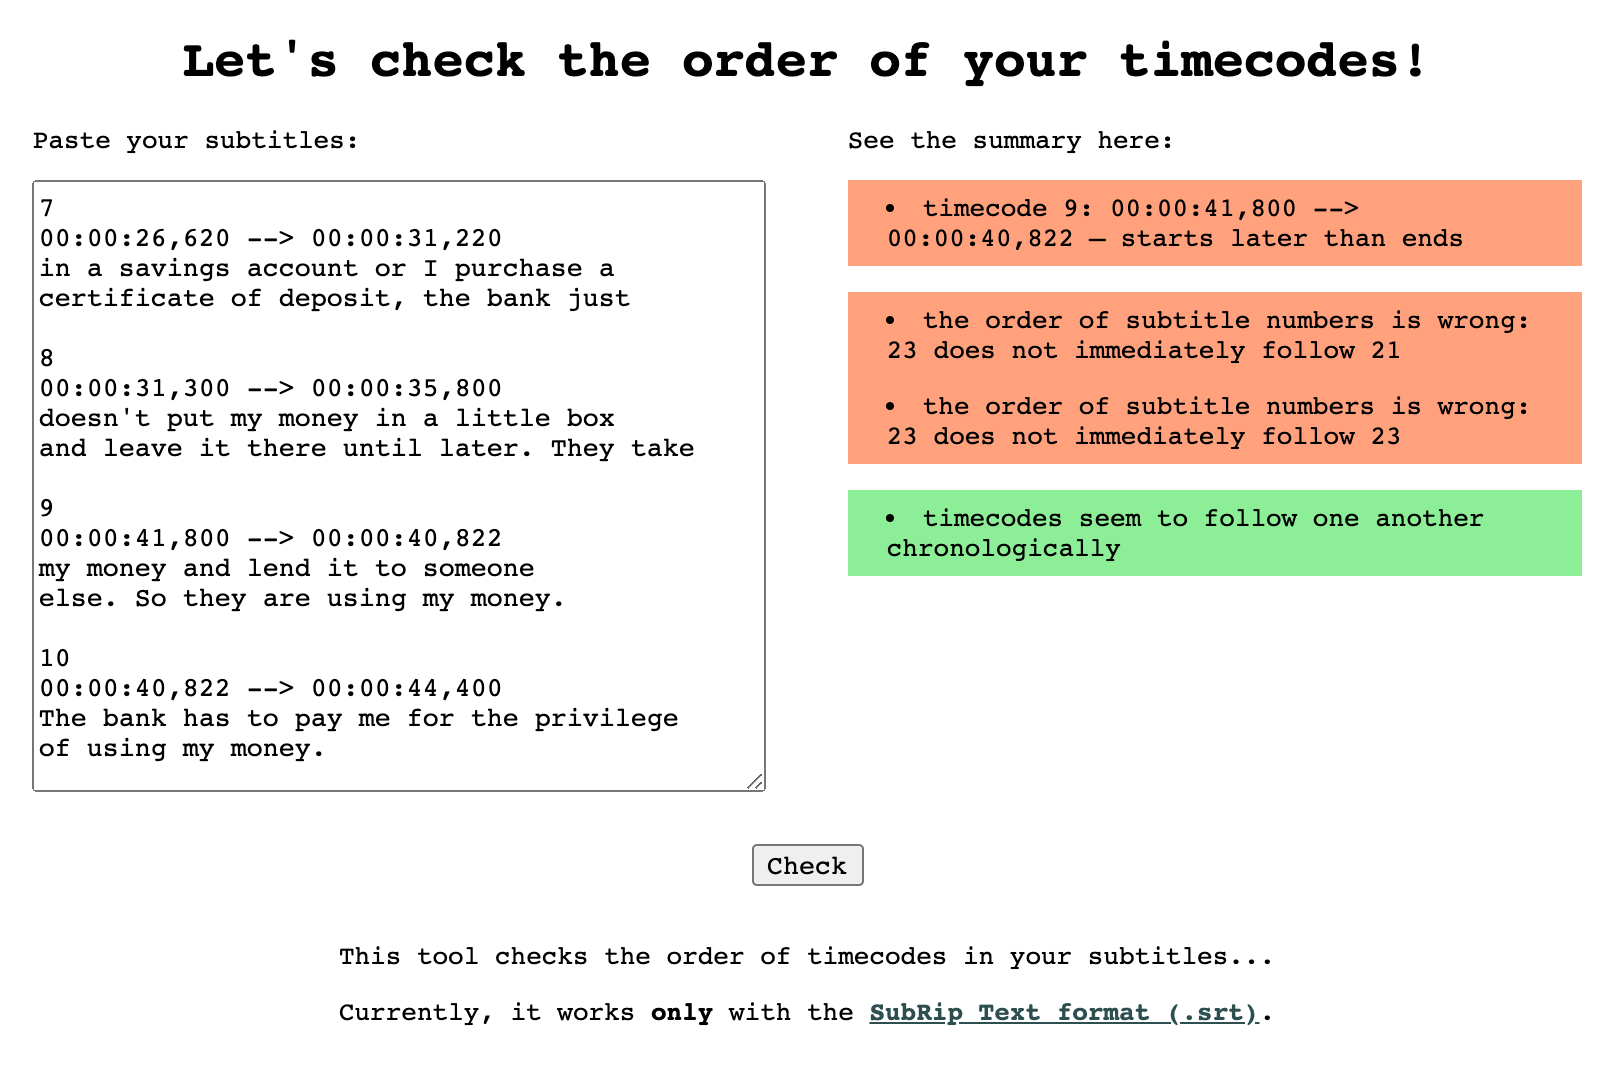 Let's check the order of your timecodes!
Paste your subtitles:
7
00:00:26,620 --> 00:00:31,220
in a savings account or I purchase a
certificate of deposit, the bank just
8
00:00:31,300 --> 00:00:35,800
doesn't put my money in a little box
and leave it there until later. They take
9
00:00:41,800 --> 00:00:40,822
my money and lend it to someone
else. So they are using my money.
10
00:00:40,822 --> 00:00:44,400
The bank has to pay me for the privilege
of using my money.
See the summary here:
• timecode 9: 00:00:41,800 -->
00:00:40,822 — starts later than ends
• the order of subtitle numbers is wrong:
23 does not immediately follow 21
• the order of subtitle numbers is wrong:
23 does not immediately follow 23
• timecodes seem to follow one another
chronologically
Check
This tool checks the order of timecodes in your subtitles...
Currently, it works only with the SubRip Text format (.srt).